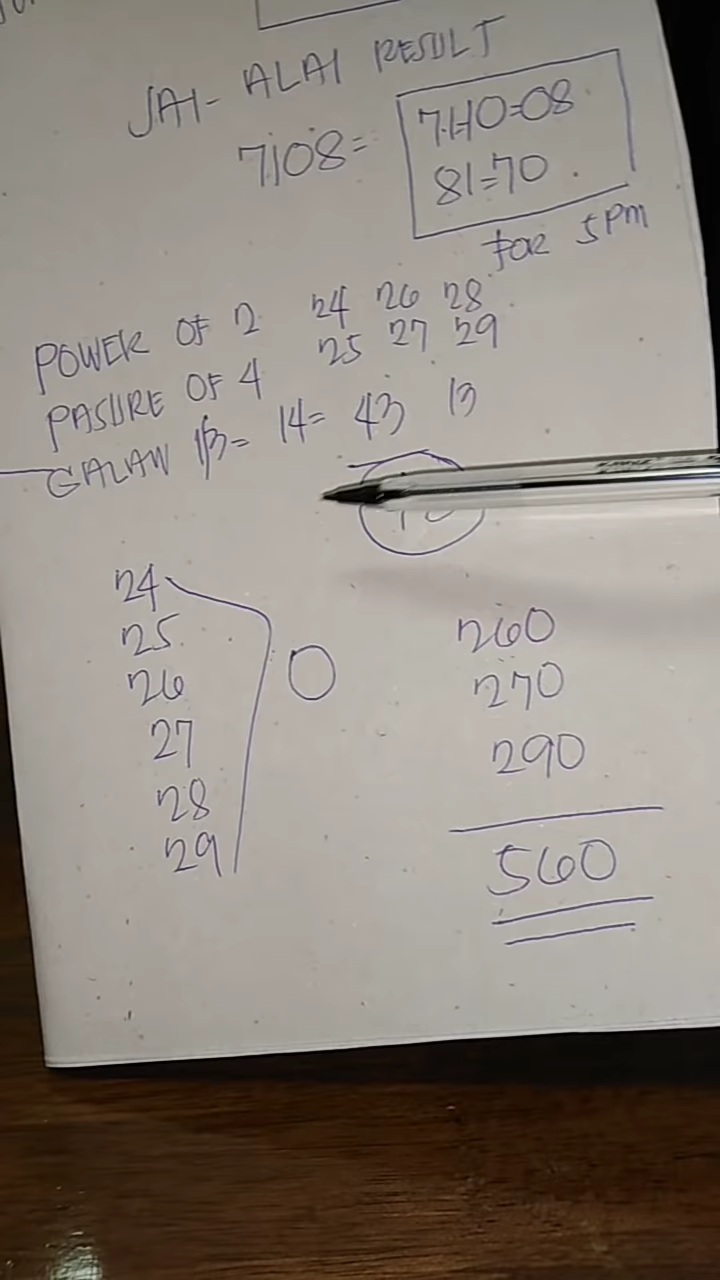 JAI- ALAI RESULT
7108= 7.1.10=08
81=70
FOR 5PM
POWER OF 2 24 26 28
PASURE OF 4 25 27 29
GALAW 13= 14= 43 13
24
25
26
27
28
29
0
260
270
290
560